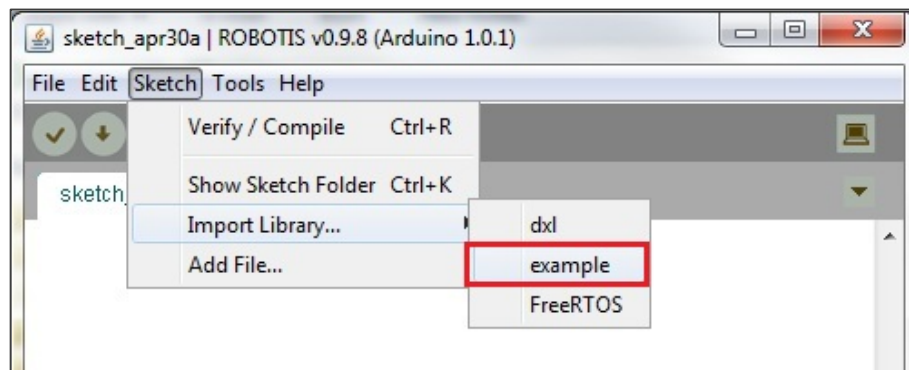 sketch_apr30a | ROBOTIS v0.9.8 (Arduino 1.0.1)
File Edit Sketch Tools Help
Verify / Compile Ctrl+R
sketch_
Show Sketch Folder Ctrl+K
Import Library...
dxl
Add File...
example
FreeRTOS